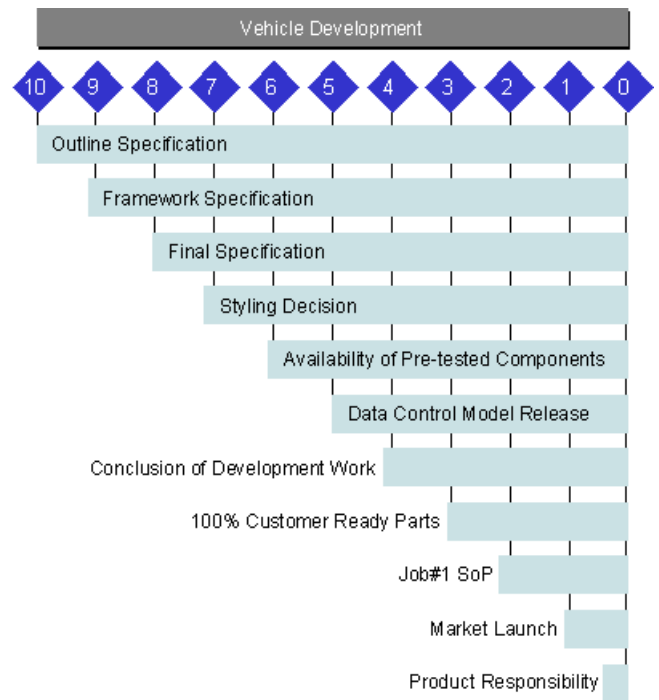 Vehicle Development
10 9 8 7 6 5 4 3 2 1 0
Outline Specification
Framework Specification
Final Specification
Styling Decision
Availability of Pre-tested Components
Data Control Model Release
Conclusion of Development Work
100% Customer Ready Parts
Job#1 SoP
Market Launch
Product Responsibility